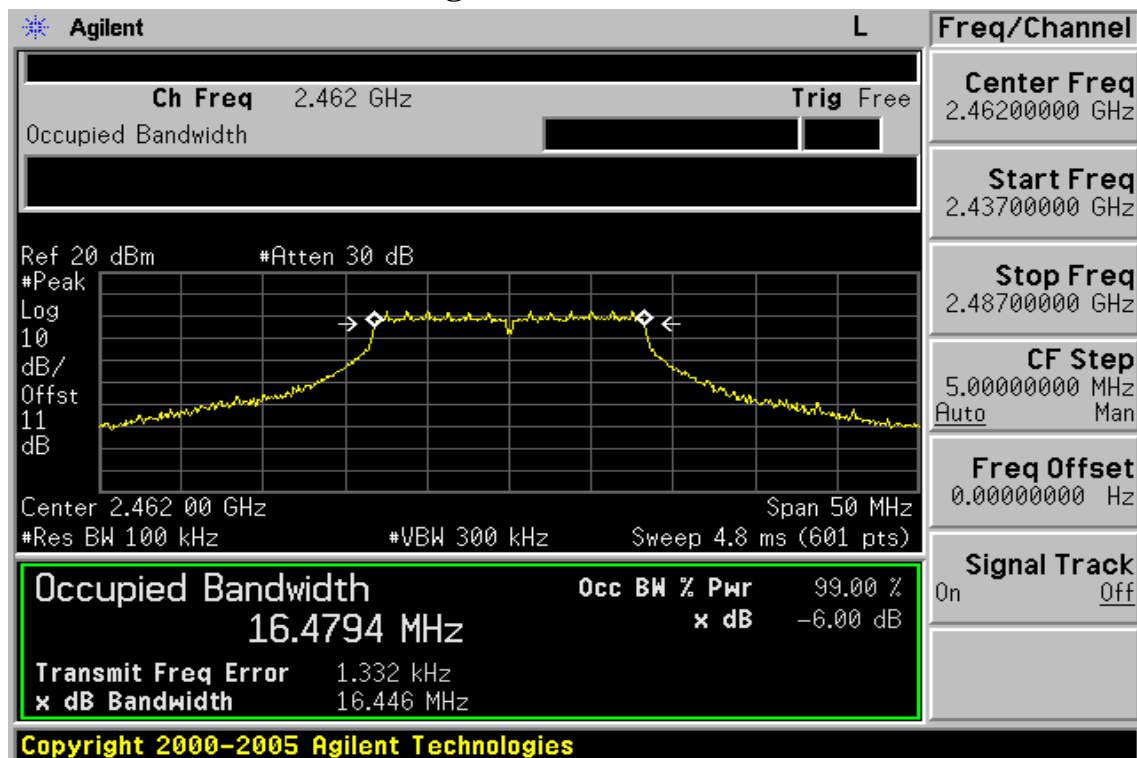 Agilent L Freq/Channel
Ch Freq 2.462 GHz Trig Free
Occupied Bandwidth
Center Freq
2.46200000 GHz
Start Freq
2.43700000 GHz
Stop Freq
2.48700000 GHz
CF Step
5.00000000 MHz
Auto Man
Freq Offset
0.00000000 Hz
Signal Track
On Off
Ref 20 dBm #Atten 30 dB
#Peak
Log
10
dB/
Offst
11
dB
Center 2.462 00 GHz Span 50 MHz
#Res BW 100 kHz #VBW 300 kHz Sweep 4.8 ms (601 pts)
Occupied Bandwidth Occ BW % Pwr 99.00 %
16.4794 MHz x dB -6.00 dB
Transmit Freq Error 1.332 kHz
x dB Bandwidth 16.446 MHz
Copyright 2000-2005 Agilent Technologies